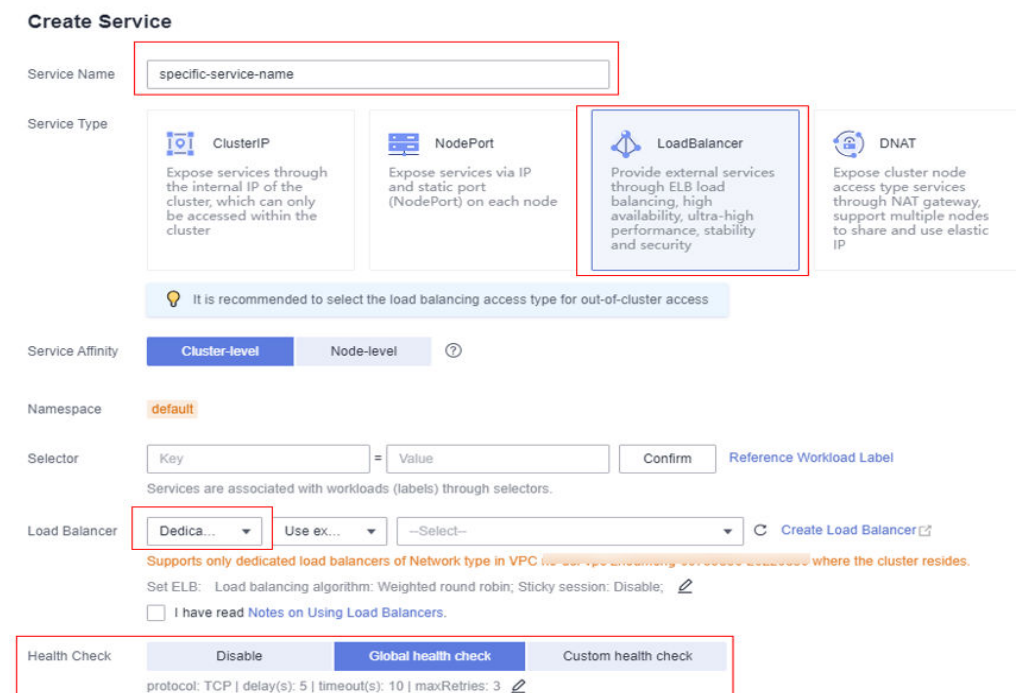 Create Service
Service Name
specific-service-name
Service Type
ClusterIP
Expose services through
the internal IP of the
cluster, which can only
be accessed within the
cluster
NodePort
Expose services via IP
and static port
(NodePort) on each node
LoadBalancer
Provide external services
through ELB load
balancing, high
availability, ultra-high
performance, stability
and security
DNAT
Expose cluster node
access type services
through NAT gateway,
support multiple nodes
to share and use elastic
IP
It is recommended to select the load balancing access type for out-of-cluster access
Service Affinity Cluster-level Node-level
Namespace default
Selector Key = Value Confirm Reference Workload Label
Services are associated with workloads (labels) through selectors.
Load Balancer Dedica... Use ex... --Select-- Create Load Balancer
Supports only dedicated load balancers of Network type in VPC where the cluster resides.
Set ELB: Load balancing algorithm: Weighted round robin; Sticky session: Disable;
I have read Notes on Using Load Balancers.
Health Check Disable Global health check Custom health check
protocol: TCP | delay(s): 5 | timeout(s): 10 | maxRetries: 3